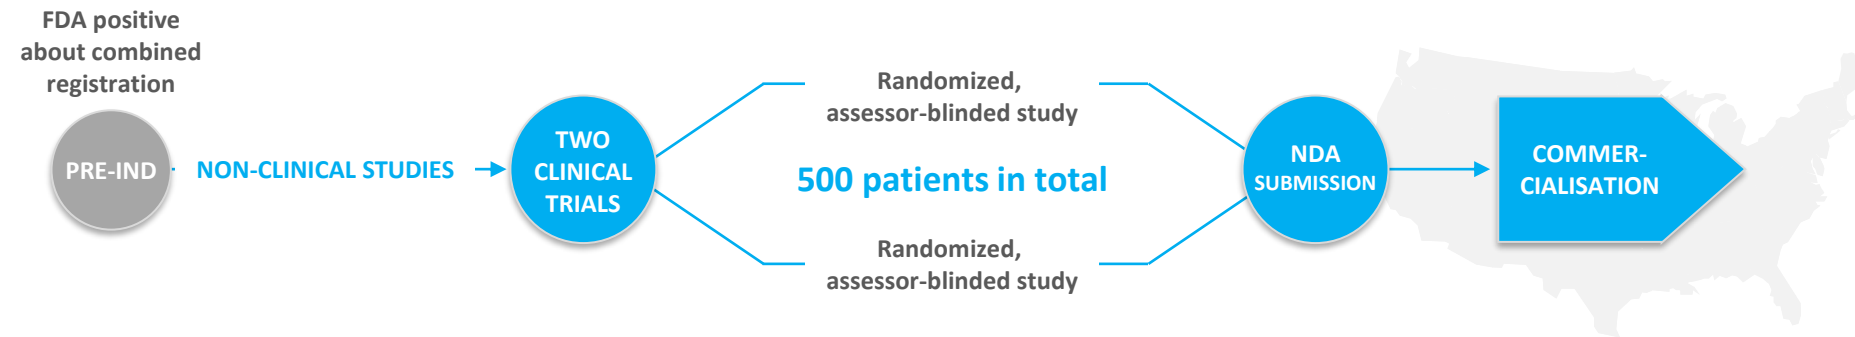 FDA positive
about combined
registration
PRE-IND
NON-CLINICAL STUDIES
TWO
CLINICAL
TRIALS
Randomized,
assessor-blinded study
500 patients in total
Randomized,
assessor-blinded study
NDA
SUBMISSION
COMMER-
CIALISATION